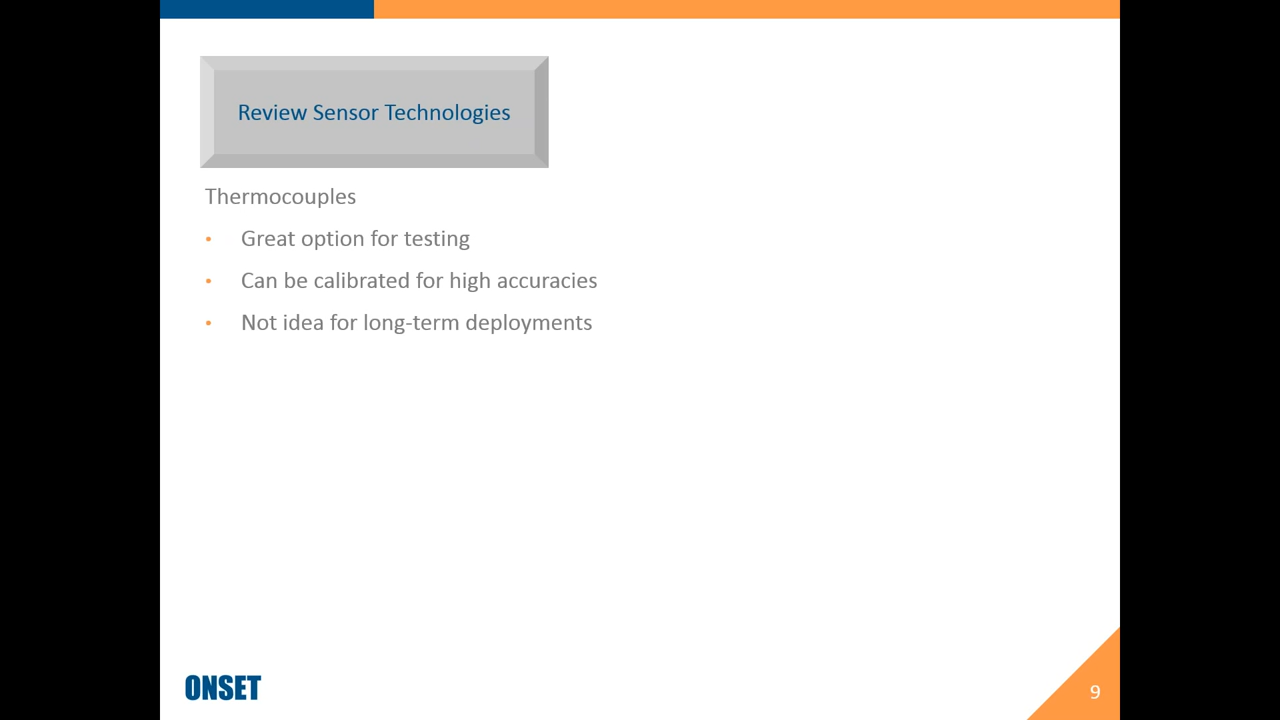 Review Sensor Technologies
Thermocouples
• Great option for testing
• Can be calibrated for high accuracies
• Not idea for long-term deployments
ONSET
9